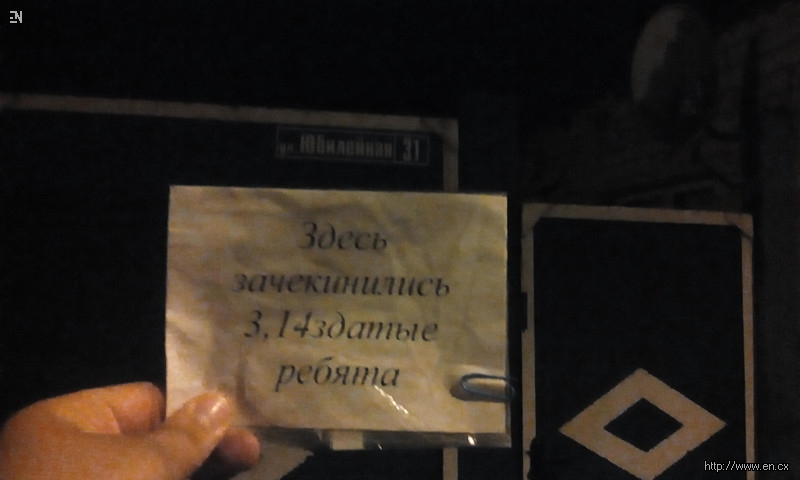 EN
ул. Юбилейная 31
Здесь
зачекинились
3,14здатые
ребята
http://www.en.cx